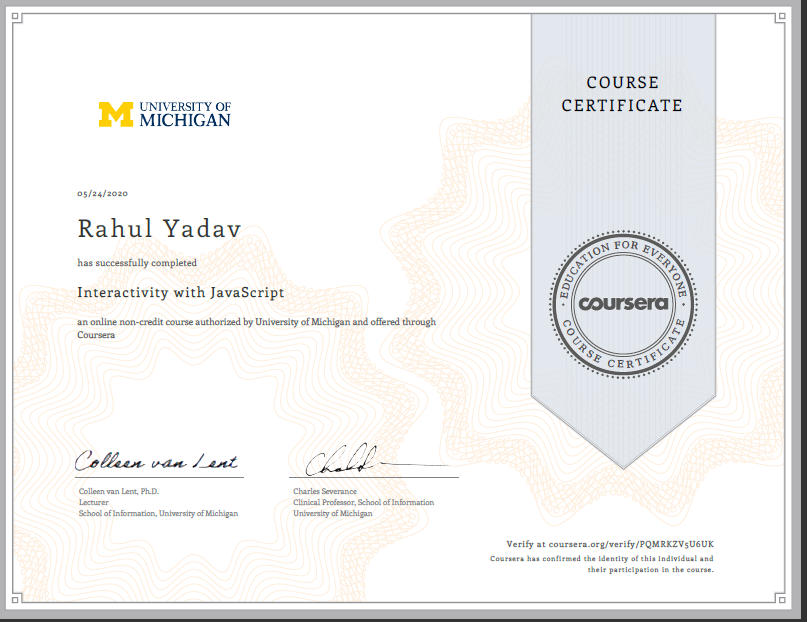 COURSE
CERTIFICATE
UNIVERSITY OF
MICHIGAN
05/24/2020
Rahul Yadav
has successfully completed
Interactivity with JavaScript
an online non-credit course authorized by University of Michigan and offered through
Coursera
EDUCATION FOR EVERYONE
coursera
COURSE CERTIFICATE
Colleen van Lent
Colleen van Lent, Ph.D.
Lecturer
School of Information, University of Michigan
Charles Severance
Clinical Professor, School of Information
University of Michigan
Verify at coursera.org/verify/PQMRKZV5U6UK
Coursera has confirmed the identity of this individual and
their participation in the course.